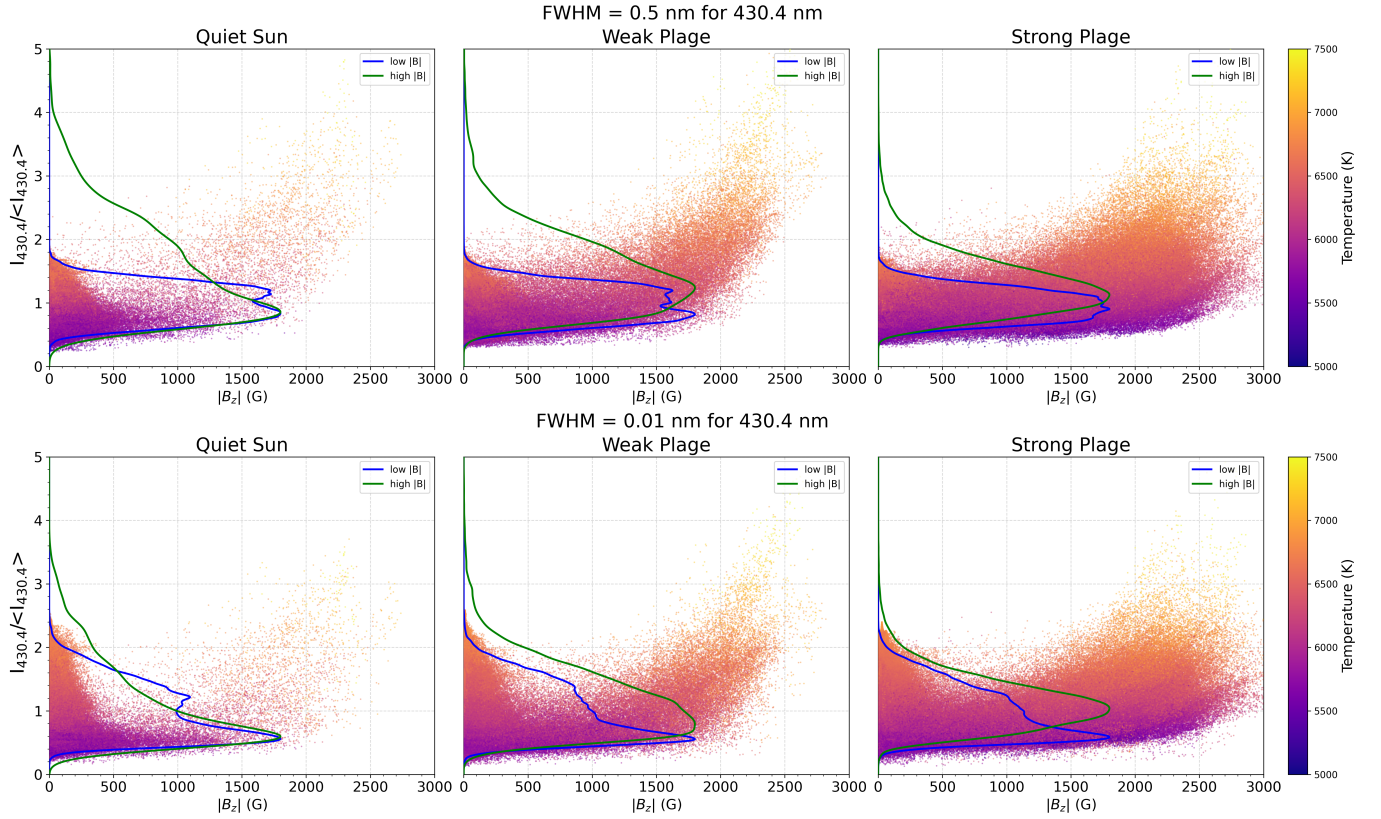 FWHM = 0.5 nm for 430.4 nm
Quiet Sun
Weak Plage
Strong Plage
I430.4/<I430.4>
5
4
3
2
1
0
low |B|
high |B|
low |B|
high |B|
low |B|
high |B|
0 500 1000 1500 2000 2500 3000
0 500 1000 1500 2000 2500 3000
0 500 1000 1500 2000 2500 3000
|Bz| (G)
|Bz| (G)
|Bz| (G)
7500
7000
6500
6000
5500
5000
Temperature (K)
FWHM = 0.01 nm for 430.4 nm
Quiet Sun
Weak Plage
Strong Plage
I430.4/<I430.4>
5
4
3
2
1
0
low |B|
high |B|
low |B|
high |B|
low |B|
high |B|
0 500 1000 1500 2000 2500 3000
0 500 1000 1500 2000 2500 3000
0 500 1000 1500 2000 2500 3000
|Bz| (G)
|Bz| (G)
|Bz| (G)
7500
7000
6500
6000
5500
5000
Temperature (K)